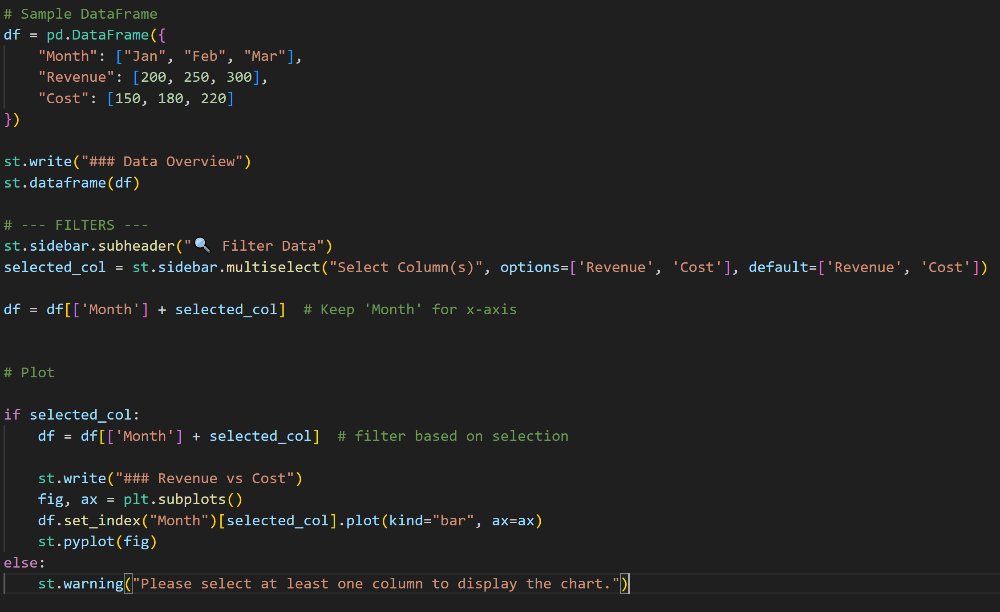 # Sample DataFrame
df = pd.DataFrame({
    "Month": ["Jan", "Feb", "Mar"],
    "Revenue": [200, 250, 300],
    "Cost": [150, 180, 220]
})
st.write("### Data Overview")
st.dataframe(df)
# --- FILTERS ---
st.sidebar.subheader("🔍 Filter Data")
selected_col = st.sidebar.multiselect("Select Column(s)", options=['Revenue', 'Cost'], default=['Revenue', 'Cost'])
df = df[['Month'] + selected_col]  # Keep 'Month' for x-axis
# Plot
if selected_col:
    df = df[['Month'] + selected_col]  # filter based on selection
    st.write("### Revenue vs Cost")
    fig, ax = plt.subplots()
    df.set_index("Month")[selected_col].plot(kind="bar", ax=ax)
    st.pyplot(fig)
else:
    st.warning("Please select at least one column to display the chart.")